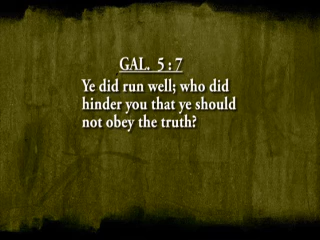 GAL. 5 : 7
Ye did run well; who did
hinder you that ye should
not obey the truth?